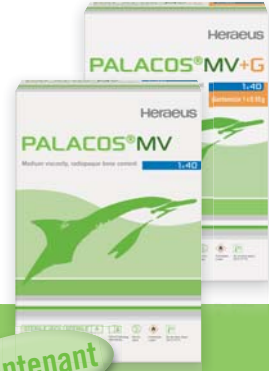 Heraeus
PALACOS®MV+G
1x40
Heraeus
PALACOS®MV
Medium viscosity, radiopaque bone cement
1x40
ntenant